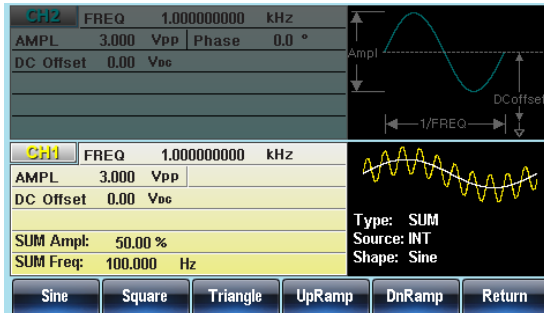 CH2 FREQ 1.000000000 kHz
AMPL 3.000 Vpp Phase 0.0 °
DC Offset 0.00 VDC
Ampl
DCoffset
1/FREQ
CH1 FREQ 1.000000000 kHz
AMPL 3.000 Vpp
DC Offset 0.00 VDC
SUM Ampl: 50.00 %
SUM Freq: 100.000 Hz
Type: SUM
Source: INT
Shape: Sine
Sine Square Triangle UpRamp DnRamp Return